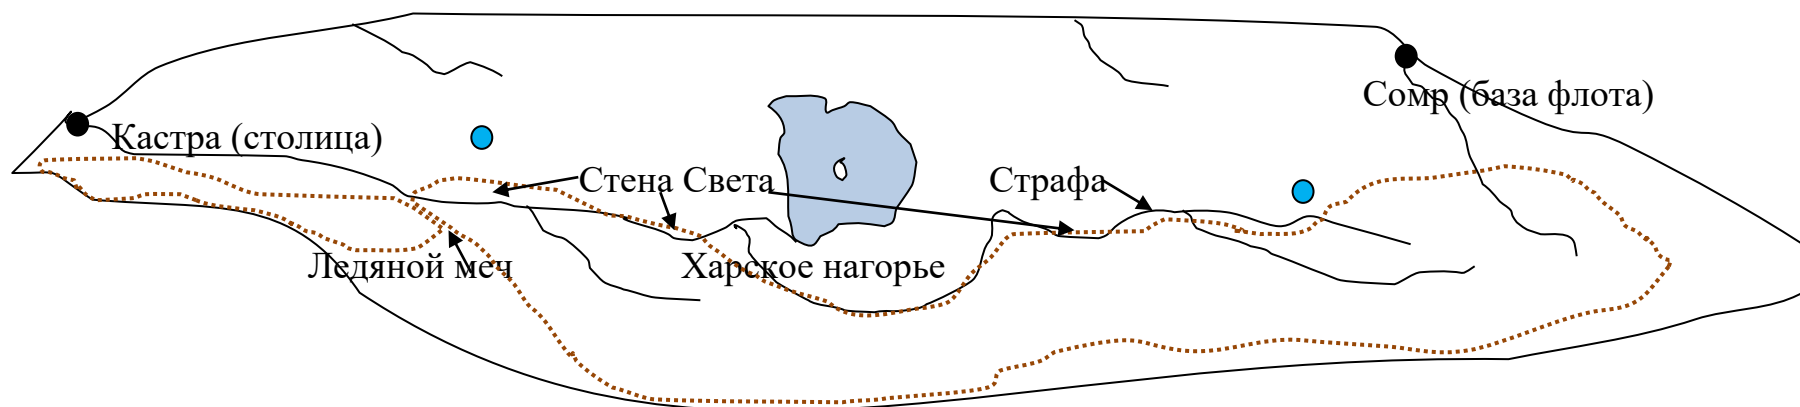 Сомр (база флота)
Кастра (столица)
Стена Света
Страфа
Ледяной меч
Харское нагорье